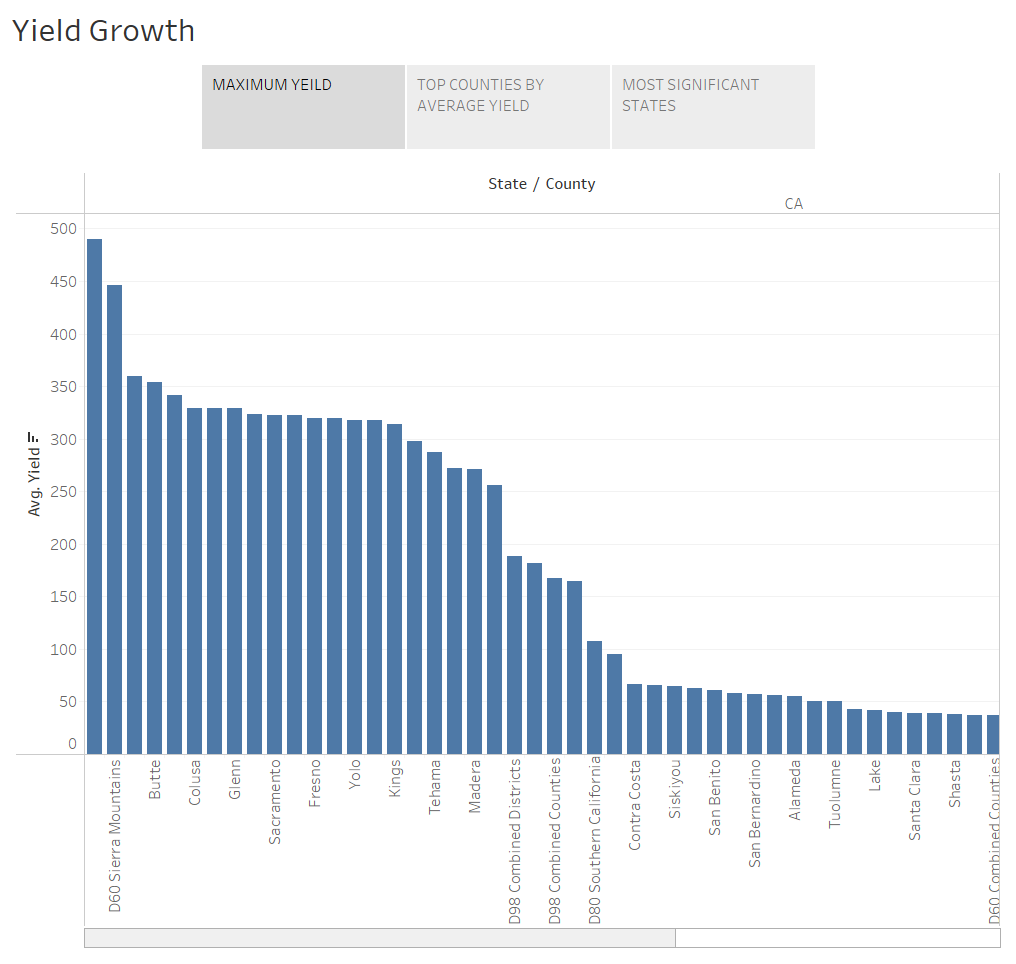 Yield Growth
MAXIMUM YEILD
TOP COUNTIES BY
AVERAGE YIELD
MOST SIGNIFICANT
STATES
State / County
CA
500
450
400
350
300
250
200
150
100
50
0
Avg. Yield
D60 Sierra Mountains
Butte
Colusa
Glenn
Sacramento
Fresno
Yolo
Kings
Tehama
Madera
D98 Combined Districts
D98 Combined Counties
D80 Southern California
Contra Costa
Siskiyou
San Benito
San Bernardino
Alameda
Tuolumne
Lake
Santa Clara
Shasta
D60 Combined Counties